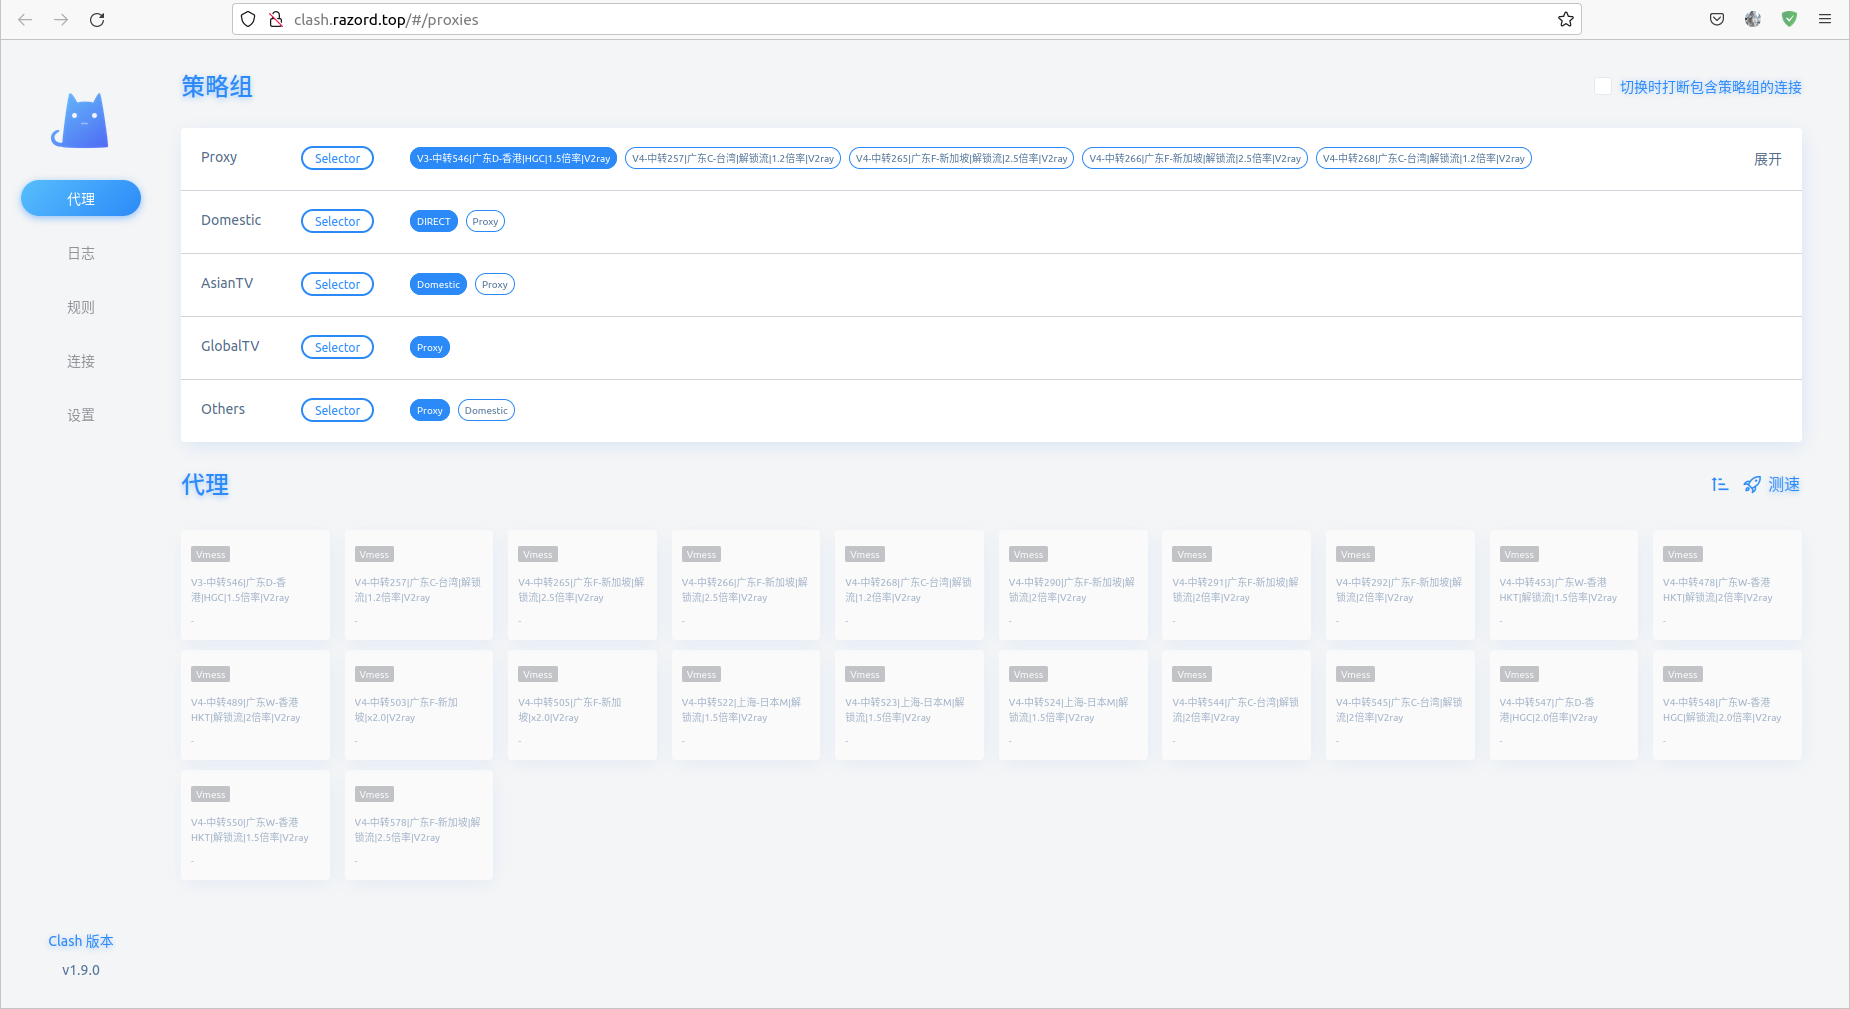 clash.razord.top/#/proxies
策略组
切换时打断包含策略组的连接
代理
日志
规则
连接
设置
Proxy Selector V3-中转546|广东D-香港|HGC|1.5倍率|V2ray V4-中转257|广东C-台湾|解锁流|1.2倍率|V2ray V4-中转265|广东F-新加坡|解锁流|2.5倍率|V2ray V4-中转266|广东F-新加坡|解锁流|2.5倍率|V2ray V4-中转268|广东C-台湾|解锁流|1.2倍率|V2ray 展开
Domestic Selector DIRECT Proxy
AsianTV Selector Domestic Proxy
GlobalTV Selector Proxy
Others Selector Proxy Domestic
代理
测速
Vmess
V3-中转546|广东D-香
港|HGC|1.5倍率|V2ray
-
Vmess
V4-中转257|广东C-台湾|解锁
流|1.2倍率|V2ray
-
Vmess
V4-中转265|广东F-新加坡|解
锁流|2.5倍率|V2ray
-
Vmess
V4-中转266|广东F-新加坡|解
锁流|2.5倍率|V2ray
-
Vmess
V4-中转268|广东C-台湾|解锁
流|1.2倍率|V2ray
-
Vmess
V4-中转290|广东F-新加坡|解
锁流|2倍率|V2ray
-
Vmess
V4-中转291|广东F-新加坡|解
锁流|2倍率|V2ray
-
Vmess
V4-中转292|广东F-新加坡|解
锁流|2倍率|V2ray
-
Vmess
V4-中转453|广东W-香港
HKT|解锁流|1.5倍率|V2ray
-
Vmess
V4-中转478|广东W-香港
HKT|解锁流|2倍率|V2ray
-
Vmess
V4-中转489|广东W-香港
HKT|解锁流|2倍率|V2ray
-
Vmess
V4-中转503|广东F-新加
坡|x2.0|V2ray
-
Vmess
V4-中转505|广东F-新加
坡|x2.0|V2ray
-
Vmess
V4-中转522|上海-日本M|解
锁流|1.5倍率|V2ray
-
Vmess
V4-中转523|上海-日本M|解
锁流|1.5倍率|V2ray
-
Vmess
V4-中转524|上海-日本M|解
锁流|1.5倍率|V2ray
-
Vmess
V4-中转544|广东C-台湾|解锁
流|2倍率|V2ray
-
Vmess
V4-中转545|广东C-台湾|解锁
流|2倍率|V2ray
-
Vmess
V4-中转547|广东D-香
港|HGC|2.0倍率|V2ray
-
Vmess
V4-中转548|广东W-香港
HGC|解锁流|2.0倍率|V2ray
-
Vmess
V4-中转550|广东W-香港
HKT|解锁流|1.5倍率|V2ray
-
Vmess
V4-中转578|广东F-新加坡|解
锁流|2.5倍率|V2ray
-
Clash 版本
v1.9.0